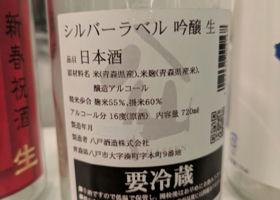 新春祝酒
生
シルバーラベル 吟醸 生
品目 日本酒
原材料名 米(青森県産)、米麹(青森県産)、
醸造アルコール
精米歩合 麹米55%、掛米60%
アルコール分 16度(原酒) 内容量 720ml
製造年月
製造者 八戸酒造株式会社
青森県八戸市大字湊町字本町9番地
要冷蔵